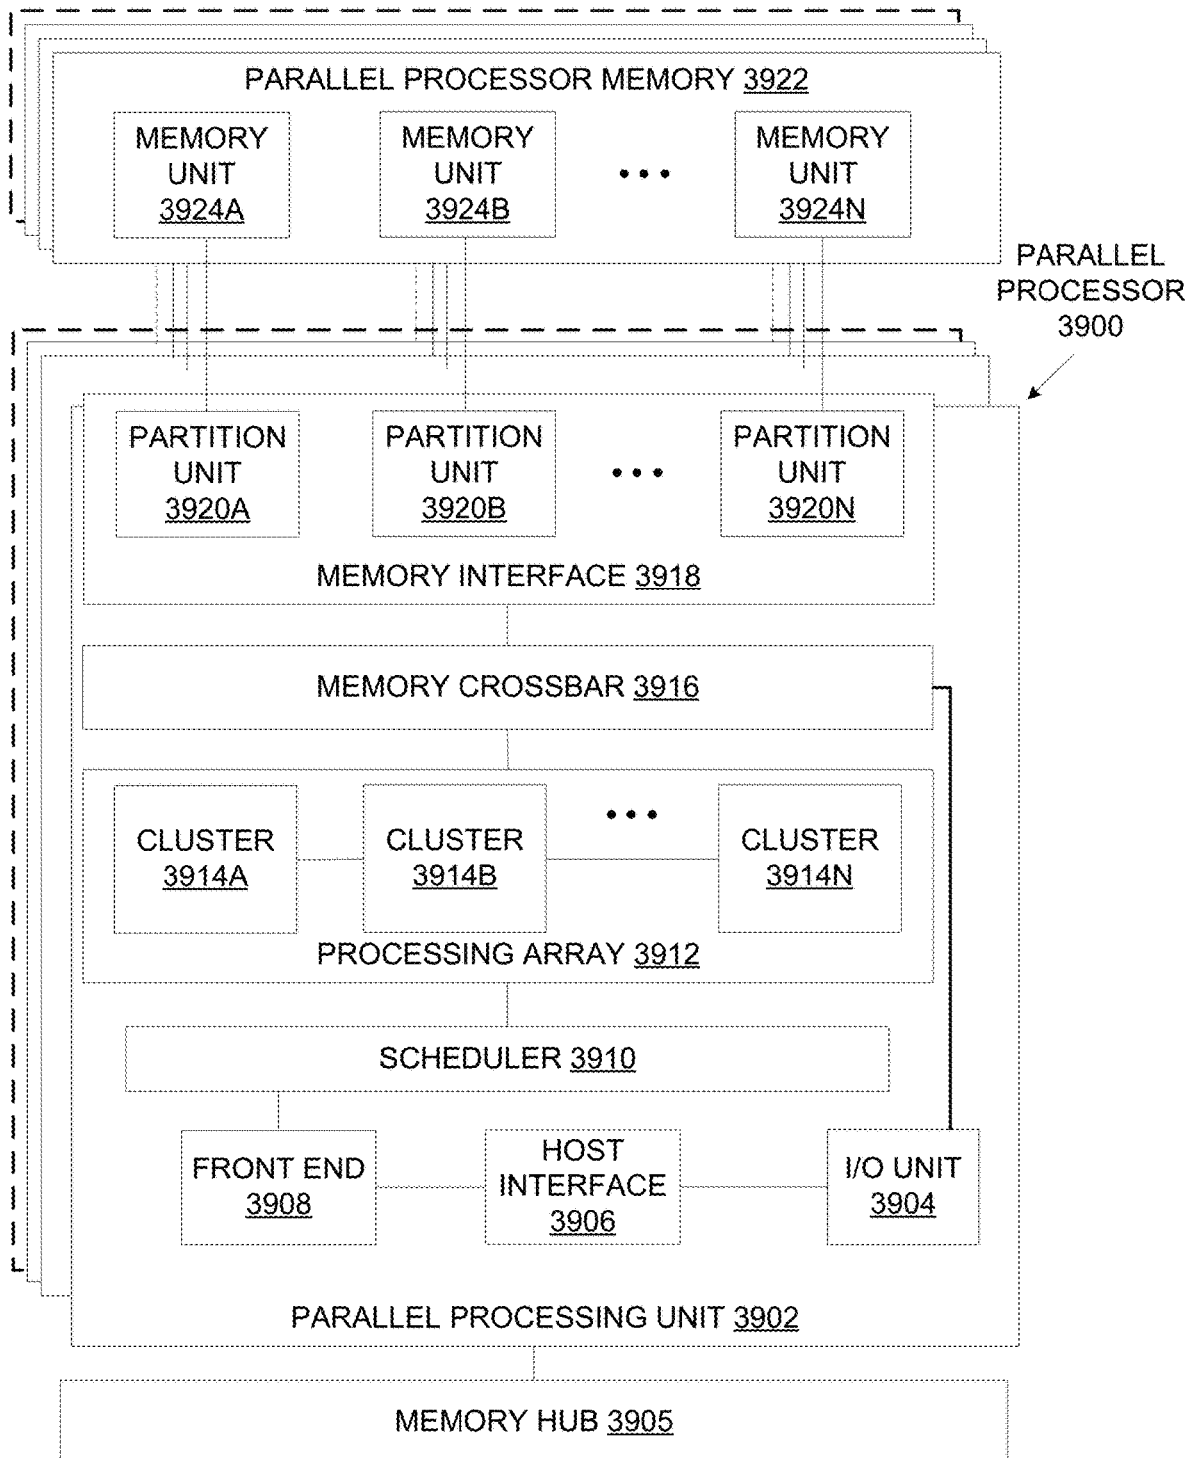 PARALLEL PROCESSOR MEMORY 3922
MEMORY
UNIT
3924A
MEMORY
UNIT
3924B
MEMORY
UNIT
3924N
PARALLEL
PROCESSOR
3900
PARTITION
UNIT
3920A
PARTITION
UNIT
3920B
PARTITION
UNIT
3920N
MEMORY INTERFACE 3918
MEMORY CROSSBAR 3916
CLUSTER
3914A
CLUSTER
3914B
CLUSTER
3914N
PROCESSING ARRAY 3912
SCHEDULER 3910
FRONT END
3908
HOST
INTERFACE
3906
I/O UNIT
3904
PARALLEL PROCESSING UNIT 3902
MEMORY HUB 3905